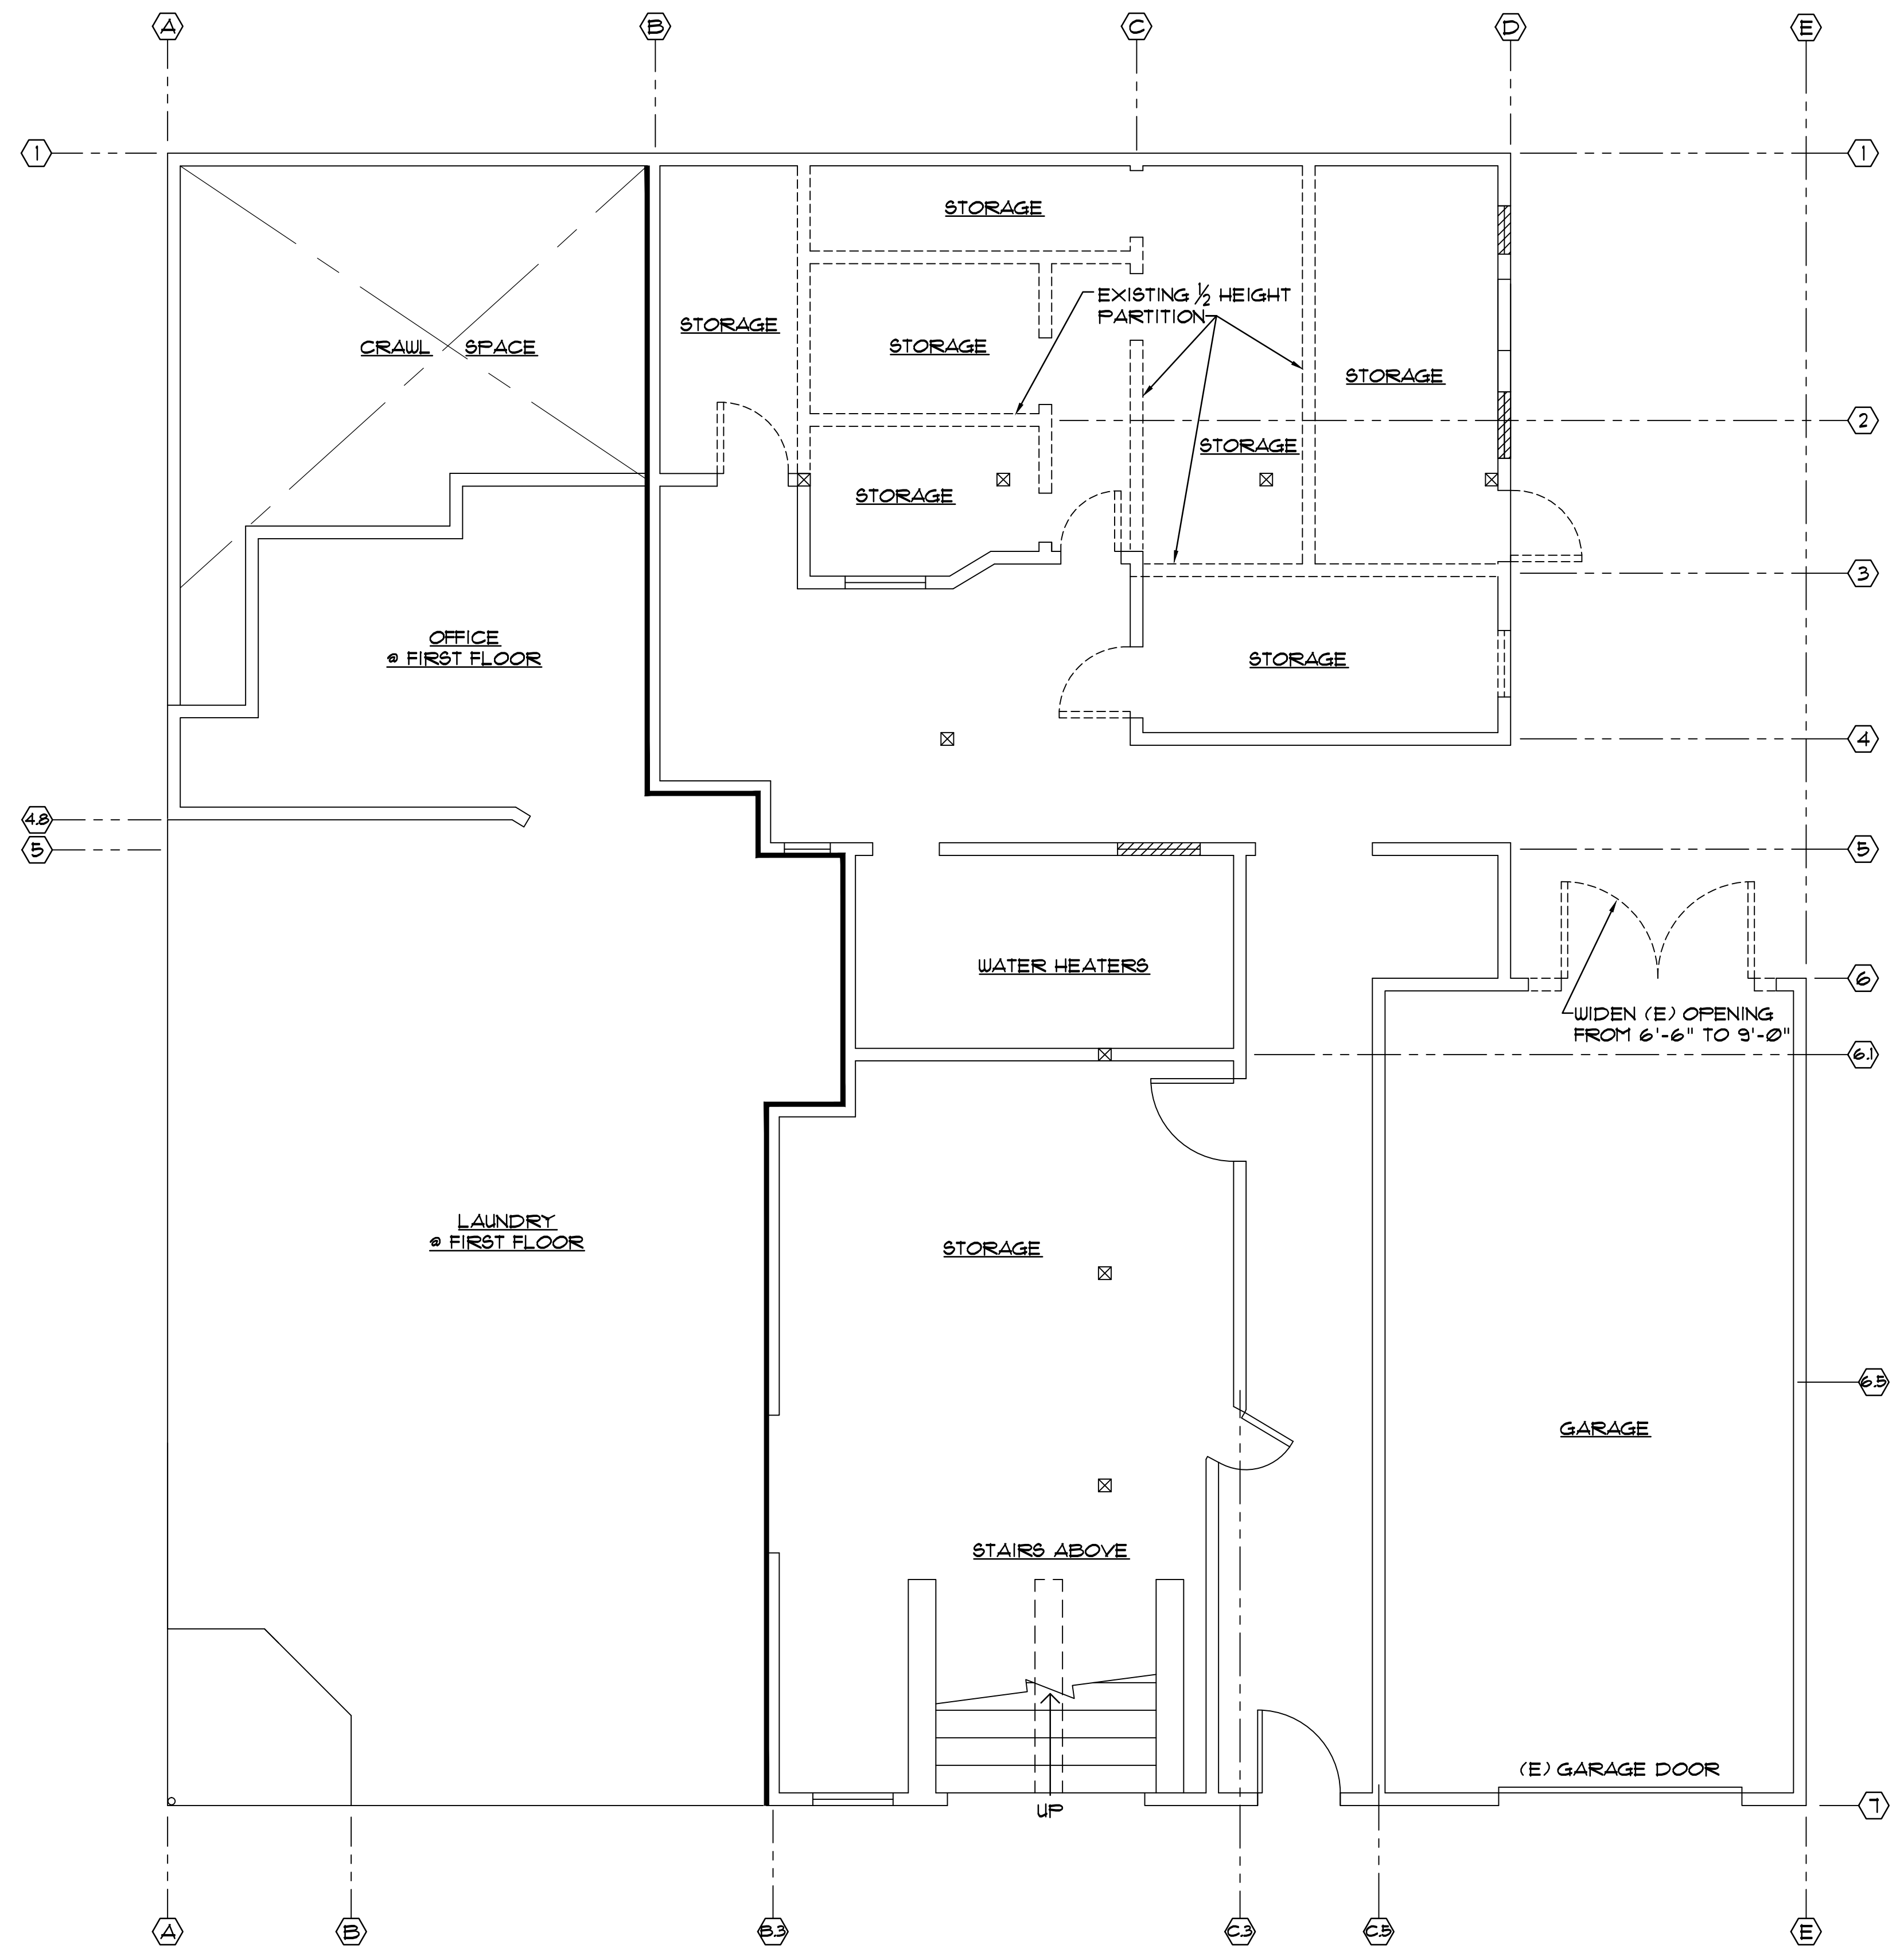 A B C D E
1 1
STORAGE
EXISTING 1/2 HEIGHT
PARTITION
STORAGE
STORAGE
CRAWL SPACE
STORAGE
2
STORAGE
STORAGE
3
OFFICE
@ FIRST FLOOR
STORAGE
4
4.8
5 5
WATER HEATERS
6
WIDEN (E) OPENING
FROM 6'-6" TO 9'-0"
6.1
LAUNDRY
@ FIRST FLOOR
STORAGE
6.5
GARAGE
STAIRS ABOVE
(E) GARAGE DOOR
UP
7
A B B.3 C.3 C.5 E